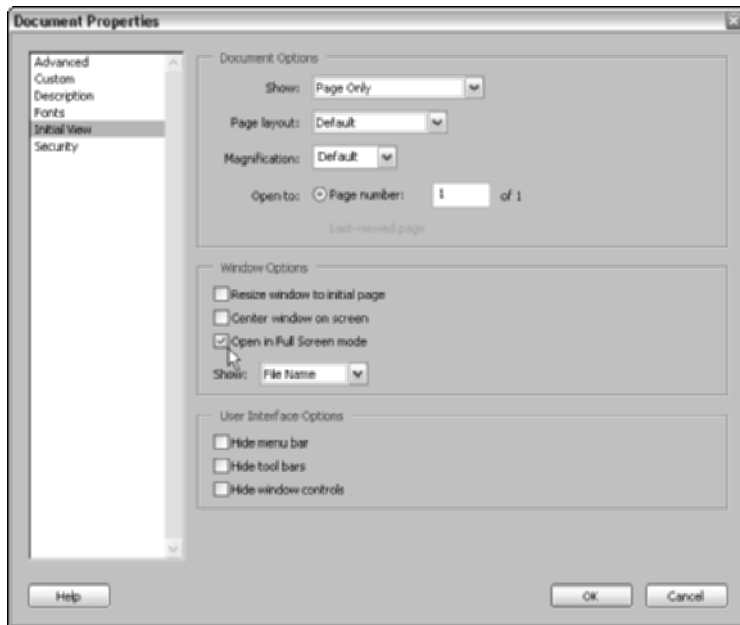 Document Properties
Advanced
Custom
Description
Fonts
Initial View
Security
Document Options
Show: Page Only
Page layout: Default
Magnification: Default
Open to: Page number: 1 of 1
Last-viewed page
Window Options
Resize window to initial page
Center window on screen
Open in Full Screen mode
Show: File Name
User Interface Options
Hide menu bar
Hide tool bars
Hide window controls
Help OK Cancel